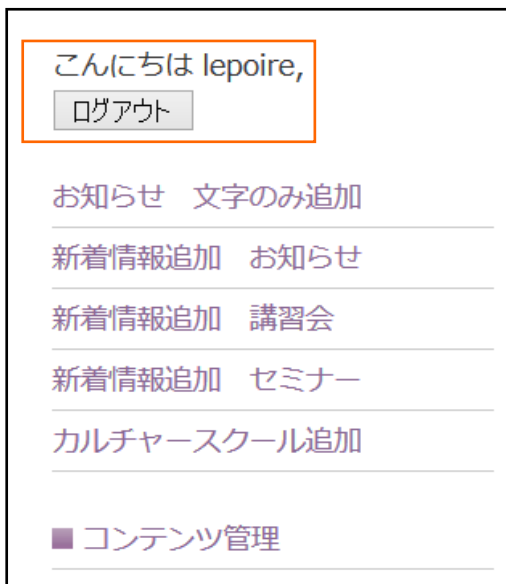 こんにちは lepoire,
ログアウト
お知らせ　文字のみ追加
新着情報追加　お知らせ
新着情報追加　講習会
新着情報追加　セミナー
カルチャースクール追加
コンテンツ管理